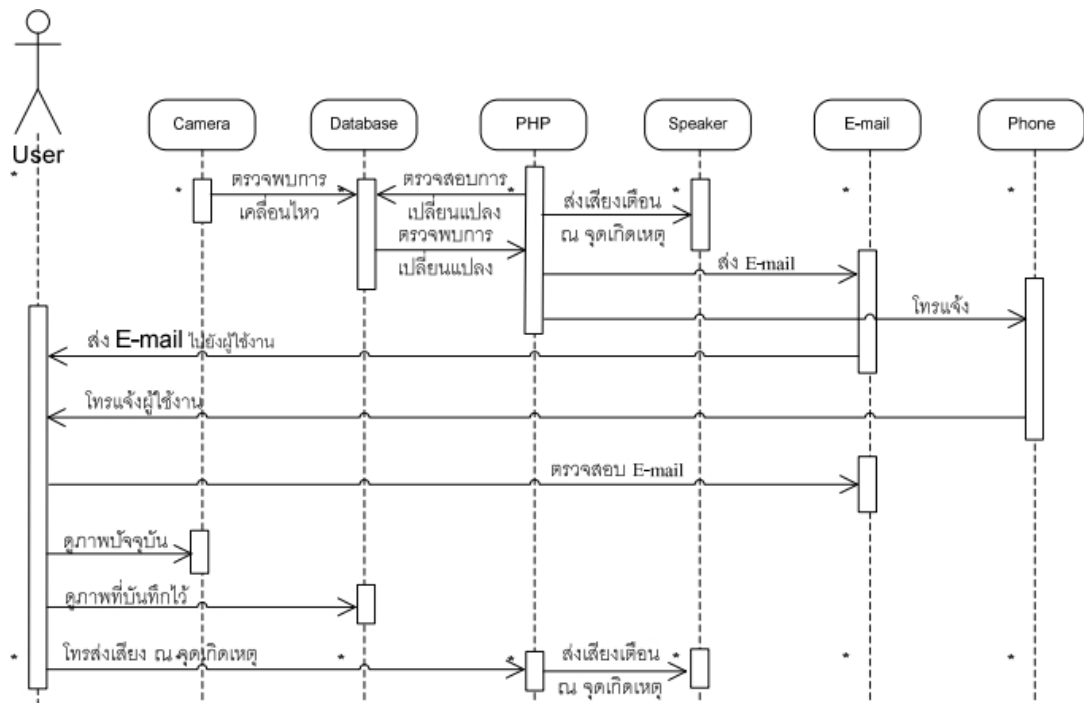 User
Camera
Database
PHP
Speaker
E-mail
Phone
ตรวจพบการ
เคลื่อนไหว
ตรวจสอบการ
เปลี่ยนแปลง
ส่งเสียงเตือน
ณ จุดเกิดเหตุ
ตรวจพบการ
เปลี่ยนแปลง
ส่ง E-mail
โทรแจ้ง
ส่ง E-mail ไปยังผู้ใช้งาน
โทรแจ้งผู้ใช้งาน
ตรวจสอบ E-mail
ดูภาพปัจจุบัน
ดูภาพที่บันทึกไว้
โทรส่งเสียง ณ จุดเกิดเหตุ
ส่งเสียงเตือน
ณ จุดเกิดเหตุ